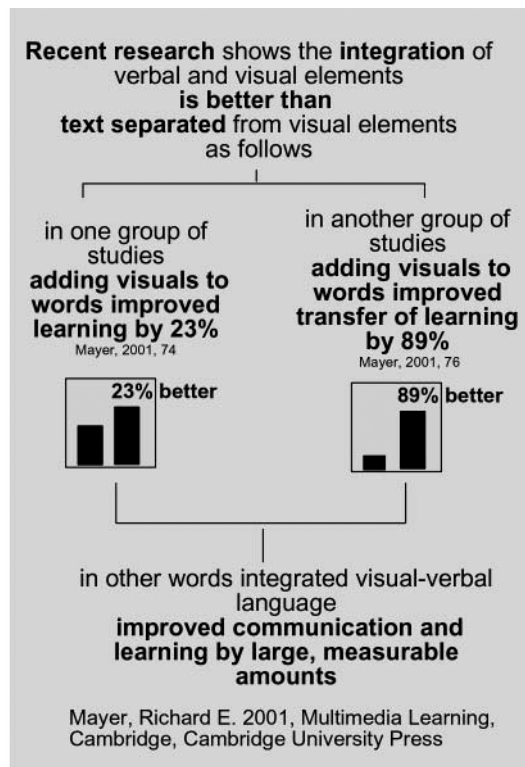 Recent research shows the integration of
verbal and visual elements
is better than
text separated from visual elements
as follows
in one group of
studies
adding visuals to
words improved
learning by 23%
Mayer, 2001, 74
23% better
in another group of
studies
adding visuals to
words improved
transfer of learning
by 89%
Mayer, 2001, 76
89% better
in other words integrated visual-verbal
language
improved communication and
learning by large, measurable
amounts
Mayer, Richard E. 2001, Multimedia Learning,
Cambridge, Cambridge University Press